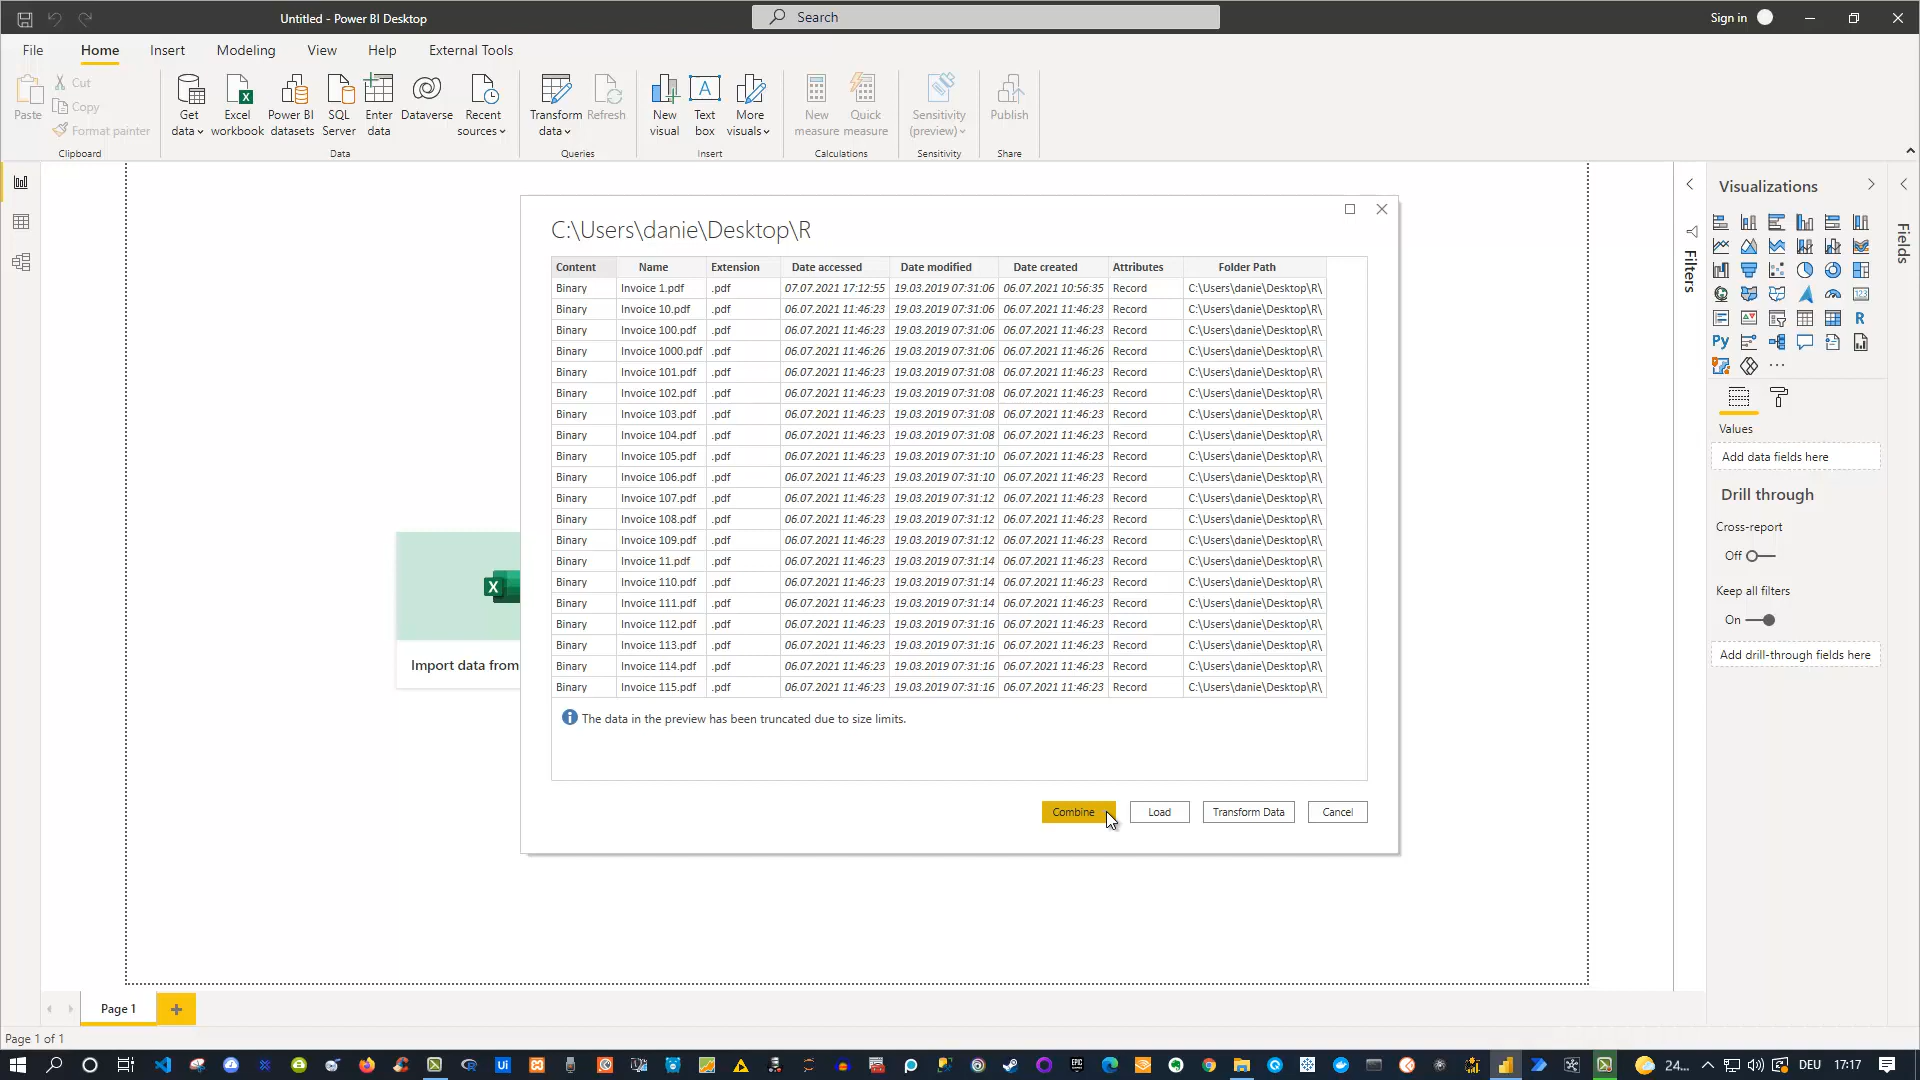 Untitled - Power BI Desktop
Search
Sign in
File Home Insert Modeling View Help External Tools
Paste
Cut
Copy
Format painter
Clipboard
Get data
Excel workbook
Power BI datasets
SQL Server
Enter data
Dataverse
Recent sources
Data
Transform data
Refresh
Queries
New visual
Text box
More visuals
Insert
New measure
Quick measure
Calculations
Sensitivity (preview)
Sensitivity
Publish
Share
C:\Users\danie\Desktop\R
Content Name Extension Date accessed Date modified Date created Attributes Folder Path
Binary Invoice 1.pdf .pdf 07.07.2021 17:12:55 19.03.2019 07:31:06 06.07.2021 10:56:35 Record C:\Users\danie\Desktop\R\
Binary Invoice 10.pdf .pdf 06.07.2021 11:46:23 19.03.2019 07:31:06 06.07.2021 11:46:23 Record C:\Users\danie\Desktop\R\
Binary Invoice 100.pdf .pdf 06.07.2021 11:46:23 19.03.2019 07:31:06 06.07.2021 11:46:23 Record C:\Users\danie\Desktop\R\
Binary Invoice 1000.pdf .pdf 06.07.2021 11:46:26 19.03.2019 07:31:06 06.07.2021 11:46:26 Record C:\Users\danie\Desktop\R\
Binary Invoice 101.pdf .pdf 06.07.2021 11:46:23 19.03.2019 07:31:08 06.07.2021 11:46:23 Record C:\Users\danie\Desktop\R\
Binary Invoice 102.pdf .pdf 06.07.2021 11:46:23 19.03.2019 07:31:08 06.07.2021 11:46:23 Record C:\Users\danie\Desktop\R\
Binary Invoice 103.pdf .pdf 06.07.2021 11:46:23 19.03.2019 07:31:08 06.07.2021 11:46:23 Record C:\Users\danie\Desktop\R\
Binary Invoice 104.pdf .pdf 06.07.2021 11:46:23 19.03.2019 07:31:08 06.07.2021 11:46:23 Record C:\Users\danie\Desktop\R\
Binary Invoice 105.pdf .pdf 06.07.2021 11:46:23 19.03.2019 07:31:10 06.07.2021 11:46:23 Record C:\Users\danie\Desktop\R\
Binary Invoice 106.pdf .pdf 06.07.2021 11:46:23 19.03.2019 07:31:10 06.07.2021 11:46:23 Record C:\Users\danie\Desktop\R\
Binary Invoice 107.pdf .pdf 06.07.2021 11:46:23 19.03.2019 07:31:12 06.07.2021 11:46:23 Record C:\Users\danie\Desktop\R\
Binary Invoice 108.pdf .pdf 06.07.2021 11:46:23 19.03.2019 07:31:12 06.07.2021 11:46:23 Record C:\Users\danie\Desktop\R\
Binary Invoice 109.pdf .pdf 06.07.2021 11:46:23 19.03.2019 07:31:12 06.07.2021 11:46:23 Record C:\Users\danie\Desktop\R\
Binary Invoice 11.pdf .pdf 06.07.2021 11:46:23 19.03.2019 07:31:14 06.07.2021 11:46:23 Record C:\Users\danie\Desktop\R\
Binary Invoice 110.pdf .pdf 06.07.2021 11:46:23 19.03.2019 07:31:14 06.07.2021 11:46:23 Record C:\Users\danie\Desktop\R\
Binary Invoice 111.pdf .pdf 06.07.2021 11:46:23 19.03.2019 07:31:14 06.07.2021 11:46:23 Record C:\Users\danie\Desktop\R\
Binary Invoice 112.pdf .pdf 06.07.2021 11:46:23 19.03.2019 07:31:16 06.07.2021 11:46:23 Record C:\Users\danie\Desktop\R\
Binary Invoice 113.pdf .pdf 06.07.2021 11:46:23 19.03.2019 07:31:16 06.07.2021 11:46:23 Record C:\Users\danie\Desktop\R\
Binary Invoice 114.pdf .pdf 06.07.2021 11:46:23 19.03.2019 07:31:16 06.07.2021 11:46:23 Record C:\Users\danie\Desktop\R\
Binary Invoice 115.pdf .pdf 06.07.2021 11:46:23 19.03.2019 07:31:16 06.07.2021 11:46:23 Record C:\Users\danie\Desktop\R\
The data in the preview has been truncated due to size limits.
Combine Load Transform Data Cancel
Import data from
Filters
Visualizations
R
Py
Values
Add data fields here
Drill through
Cross-report
Off
Keep all filters
On
Add drill-through fields here
Fields
Page 1
Page 1 of 1
24...
DEU
17:17